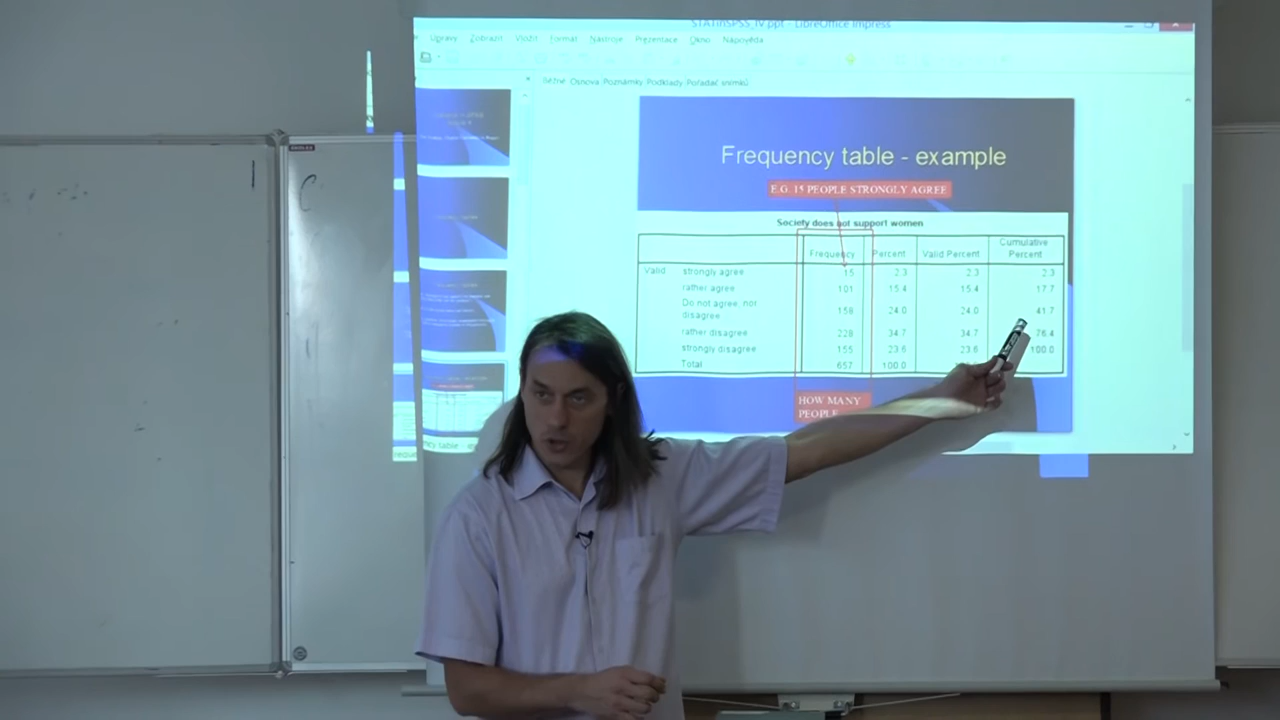 STATinSPSS_IV.ppt - LibreOffice Impress
Úpravy Zobrazit Vložit Formát Nástroje Prezentace Okno Nápověda
Osnova Poznámky Podklady Pořadač snímků
Frequency table - example
E.G. 15 PEOPLE STRONGLY AGREE
Society does not support women
Frequency Percent Valid Percent Cumulative Percent
Valid strongly agree 15 2.3 2.3 2.3
rather agree 101 15.4 15.4 17.7
Do not agree, not disagree 158 24.0 24.0 41.7
rather disagree 228 34.7 34.7 76.4
strongly disagree 155 23.6 23.6 100.0
Total 657 100.0
HOW MANY
PEOPLE
C